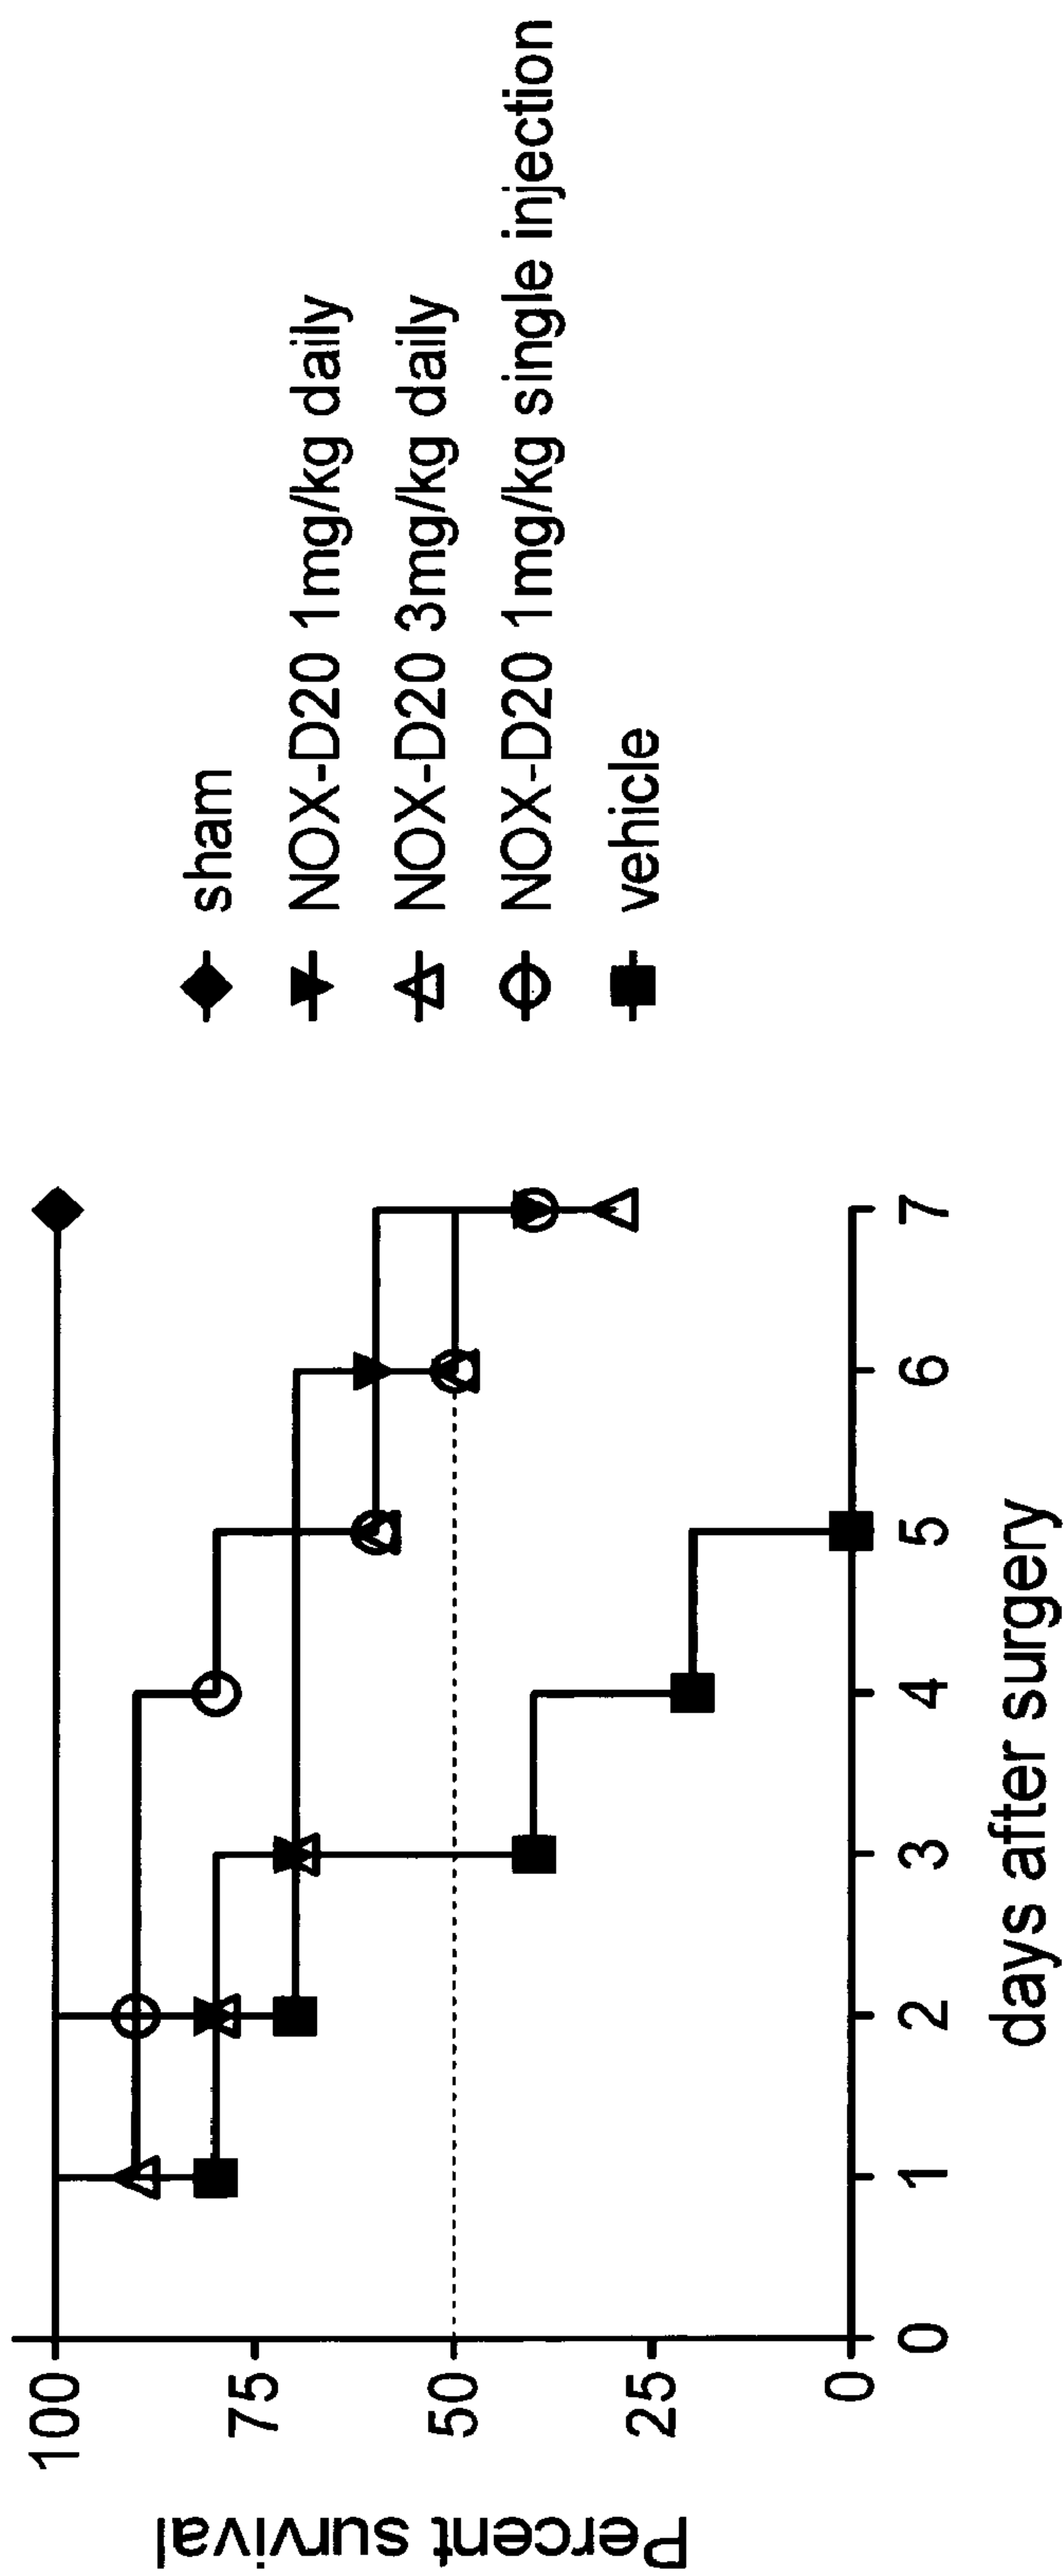 Percent survival
100
75
50
25
0
0 1 2 3 4 5 6 7
days after surgery
sham
NOX-D20 1mg/kg daily
NOX-D20 3mg/kg daily
NOX-D20 1mg/kg single injection
vehicle